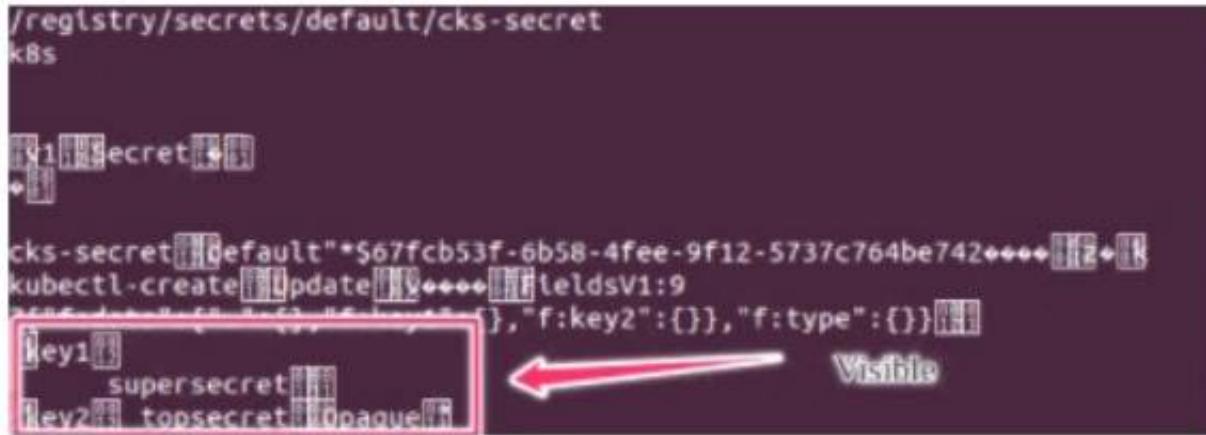 /registry/secrets/default/cks-secret
k8s
v1 Secret
cks-secret default"*$67fcb53f-6b58-4fee-9f12-5737c764be742 z k
kubectl-create Update v FieldsV1:9
{},"f:key2":{}},"f:type":{}}
key1
supersecret
Visible
key2 topsecret Opaque"